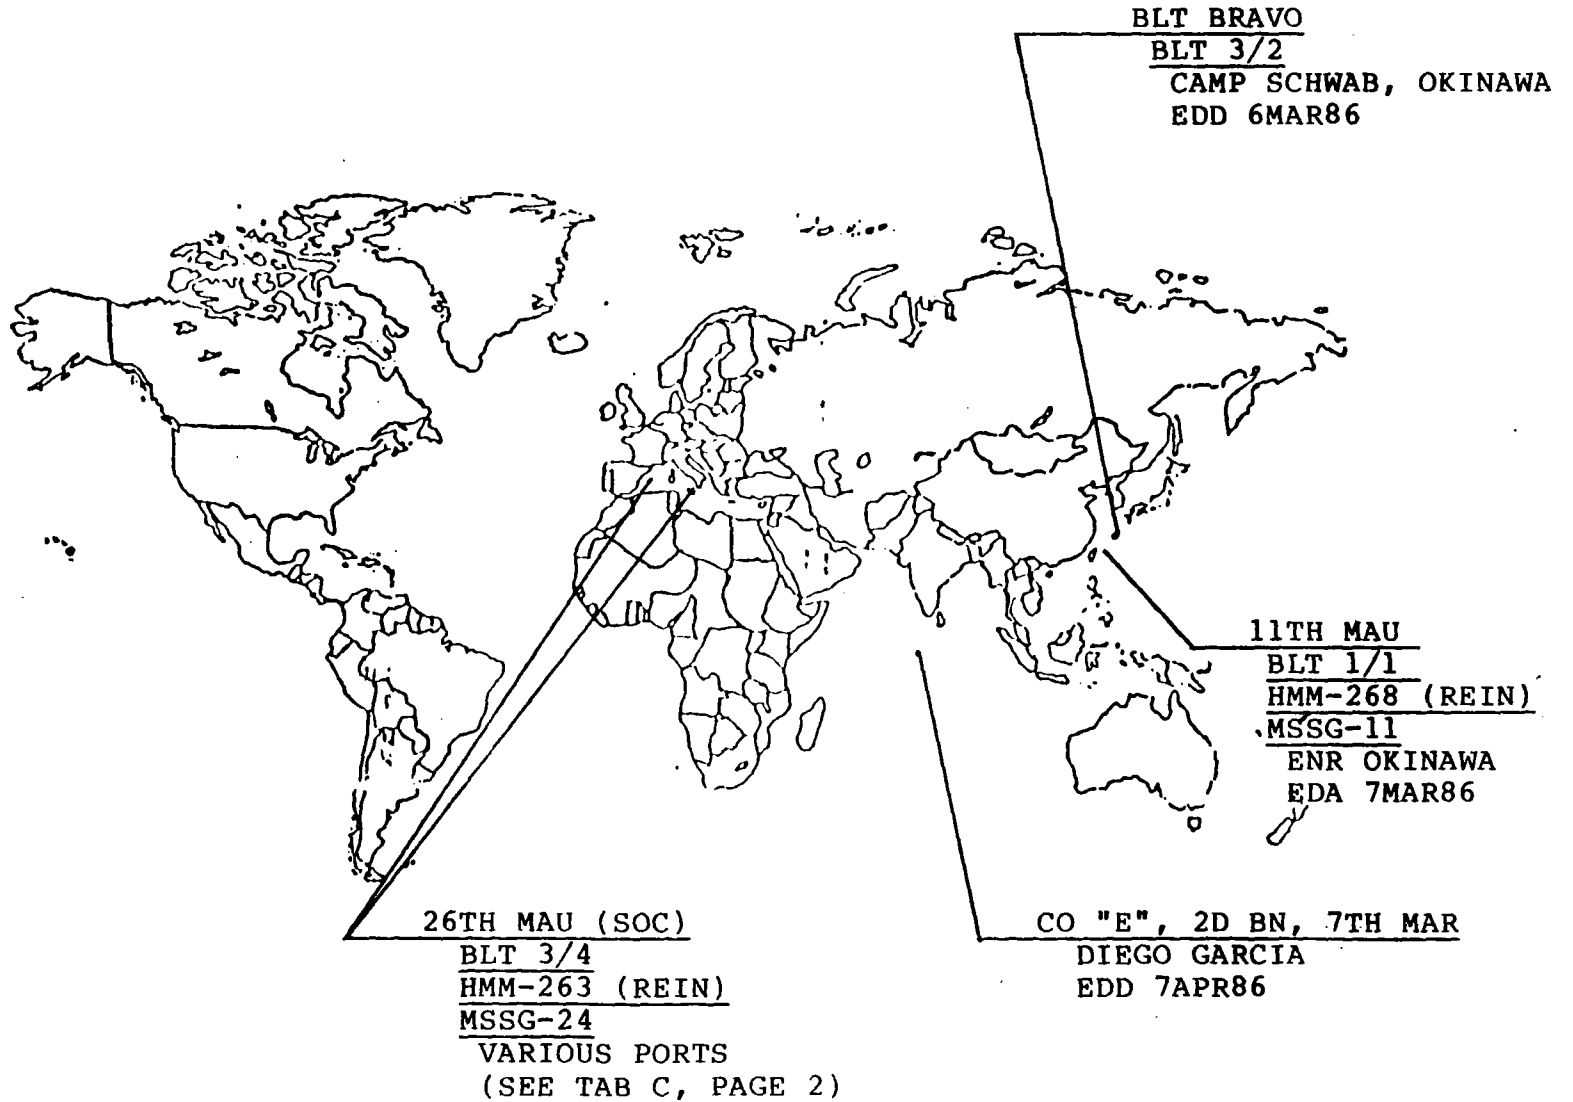 BLT BRAVO
BLT 3/2
CAMP SCHWAB, OKINAWA
EDD 6MAR86
11TH MAU
BLT 1/1
HMM-268 (REIN)
MSSG-11
ENR OKINAWA
EDA 7MAR86
26TH MAU (SOC)
BLT 3/4
HMM-263 (REIN)
MSSG-24
VARIOUS PORTS
(SEE TAB C, PAGE 2)
CO "E", 2D BN, 7TH MAR
DIEGO GARCIA
EDD 7APR86